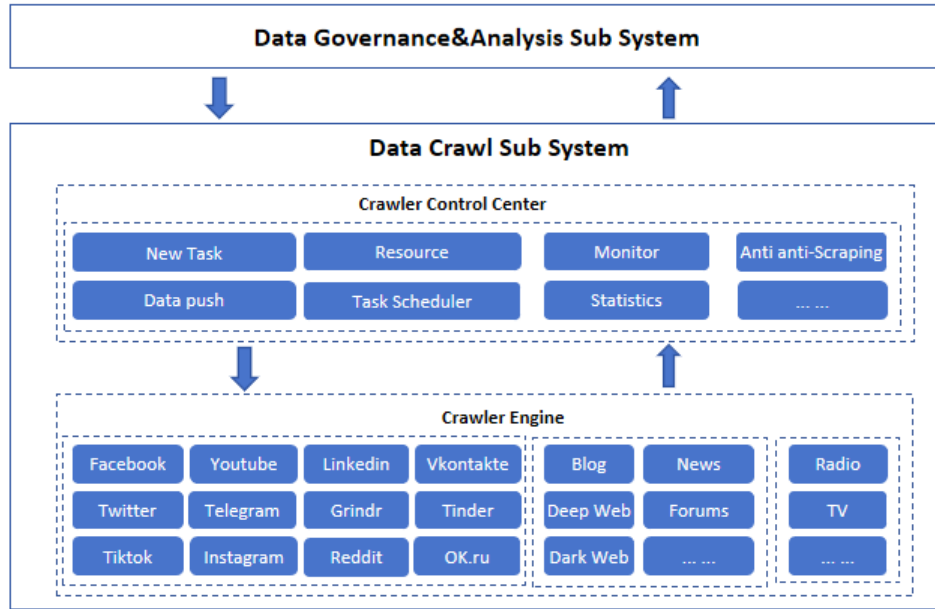 Data Governance&Analysis Sub System
Data Crawl Sub System
Crawler Control Center
New Task Resource Monitor Anti anti-Scraping
Data push Task Scheduler Statistics ... ...
Crawler Engine
Facebook Youtube Linkedin Vkontakte Blog News Radio
Twitter Telegram Grindr Tinder Deep Web Forums TV
Tiktok Instagram Reddit OK.ru Dark Web ... ... ... ...